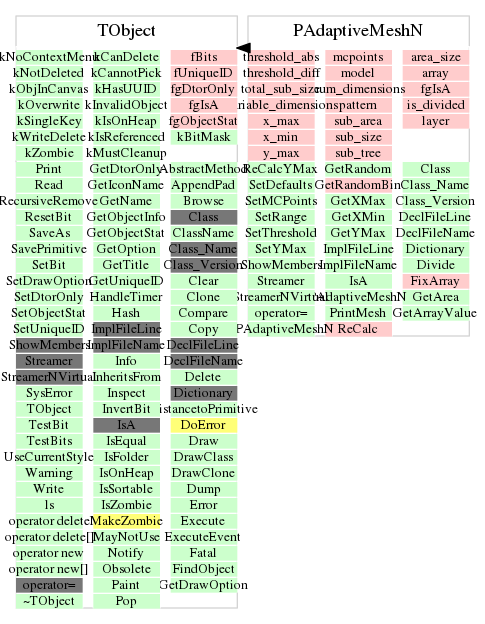 TObject
kNoContextMenu kCanDelete fBits
kNotDeleted kCannotPick fUniqueID
kObjInCanvas kHasUUID fgDtorOnly
kOverwrite kInvalidObject fgIsA
kSingleKey kIsOnHeap fgObjectStat
kWriteDelete kIsReferenced kBitMask
kZombie kMustCleanup
Print GetDtorOnly AbstractMethod
Read GetIconName AppendPad
RecursiveRemove GetName Browse
ResetBit GetObjectInfo Class
SaveAs GetObjectStat ClassName
SavePrimitive GetOption Class_Name
SetBit GetTitle Class_Version
SetDrawOption GetUniqueID Clear
SetDtorOnly HandleTimer Clone
SetObjectStat Hash Compare
SetUniqueID ImplFileLine Copy
ShowMembers ImplFileName DeclFileLine
Streamer Info DeclFileName
StreamerNVirtual InheritsFrom Delete
SysError Inspect Dictionary
TObject InvertBit istancetoPrimitive
TestBit IsA DoError
TestBits IsEqual Draw
UseCurrentStyle IsFolder DrawClass
Warning IsOnHeap DrawClone
Write IsSortable Dump
ls IsZombie Error
operator delete MakeZombie Execute
operator delete[] MayNotUse ExecuteEvent
operator new Notify Fatal
operator new[] Obsolete FindObject
operator= Paint GetDrawOption
~TObject Pop
PAdaptiveMeshN
threshold_abs mcpoints area_size
threshold_diff model array
total_sub_size num_dimensions fgIsA
riable_dimensions pattern is_divided
x_max sub_area layer
x_min sub_size
y_max sub_tree
ReCalcYMax GetRandom Class
SetDefaults GetRandomBin Class_Name
SetMCPoints GetXMax Class_Version
SetRange GetXMin DeclFileLine
SetThreshold GetYMax DeclFileName
SetYMax ImplFileLine Dictionary
ShowMembers ImplFileName Divide
Streamer IsA FixArray
StreamerNVirtual PAdaptiveMeshN GetArea
operator= PrintMesh GetArrayValue
PAdaptiveMeshN ReCalc